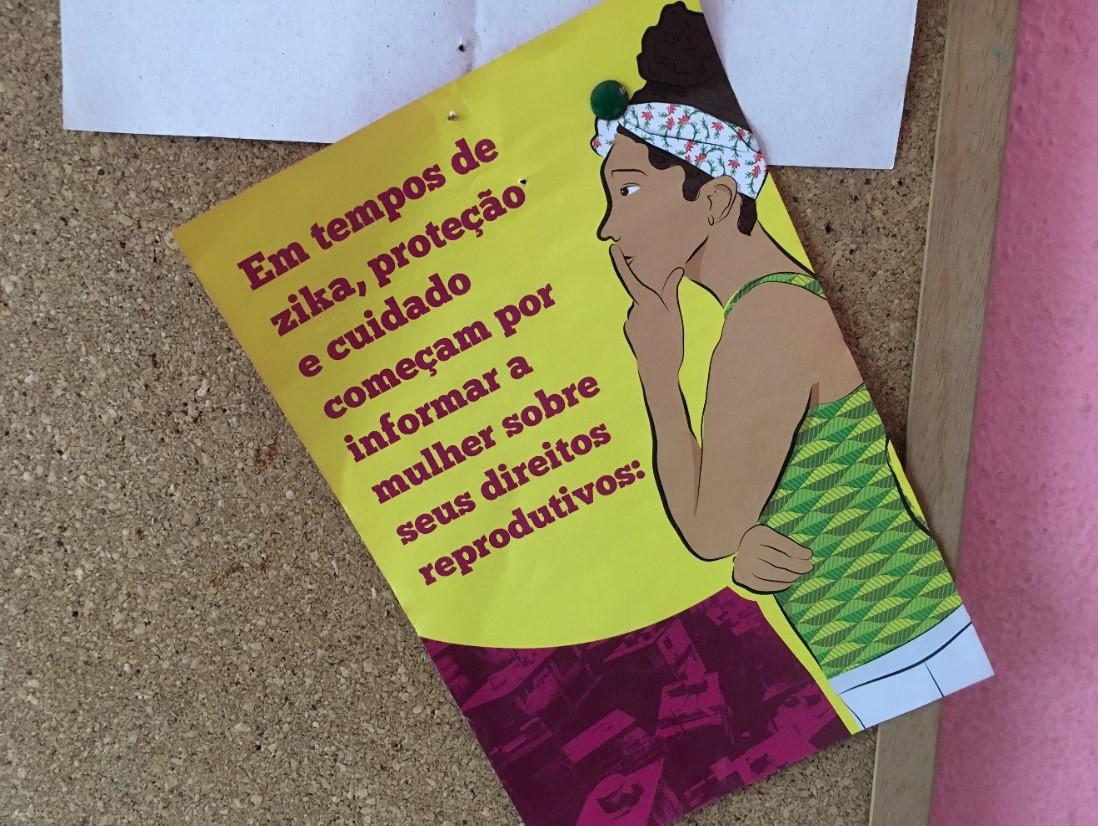 Em tempos de
zika, proteção
e cuidado
começam por
informar a
mulher sobre
seus direitos
reprodutivos: